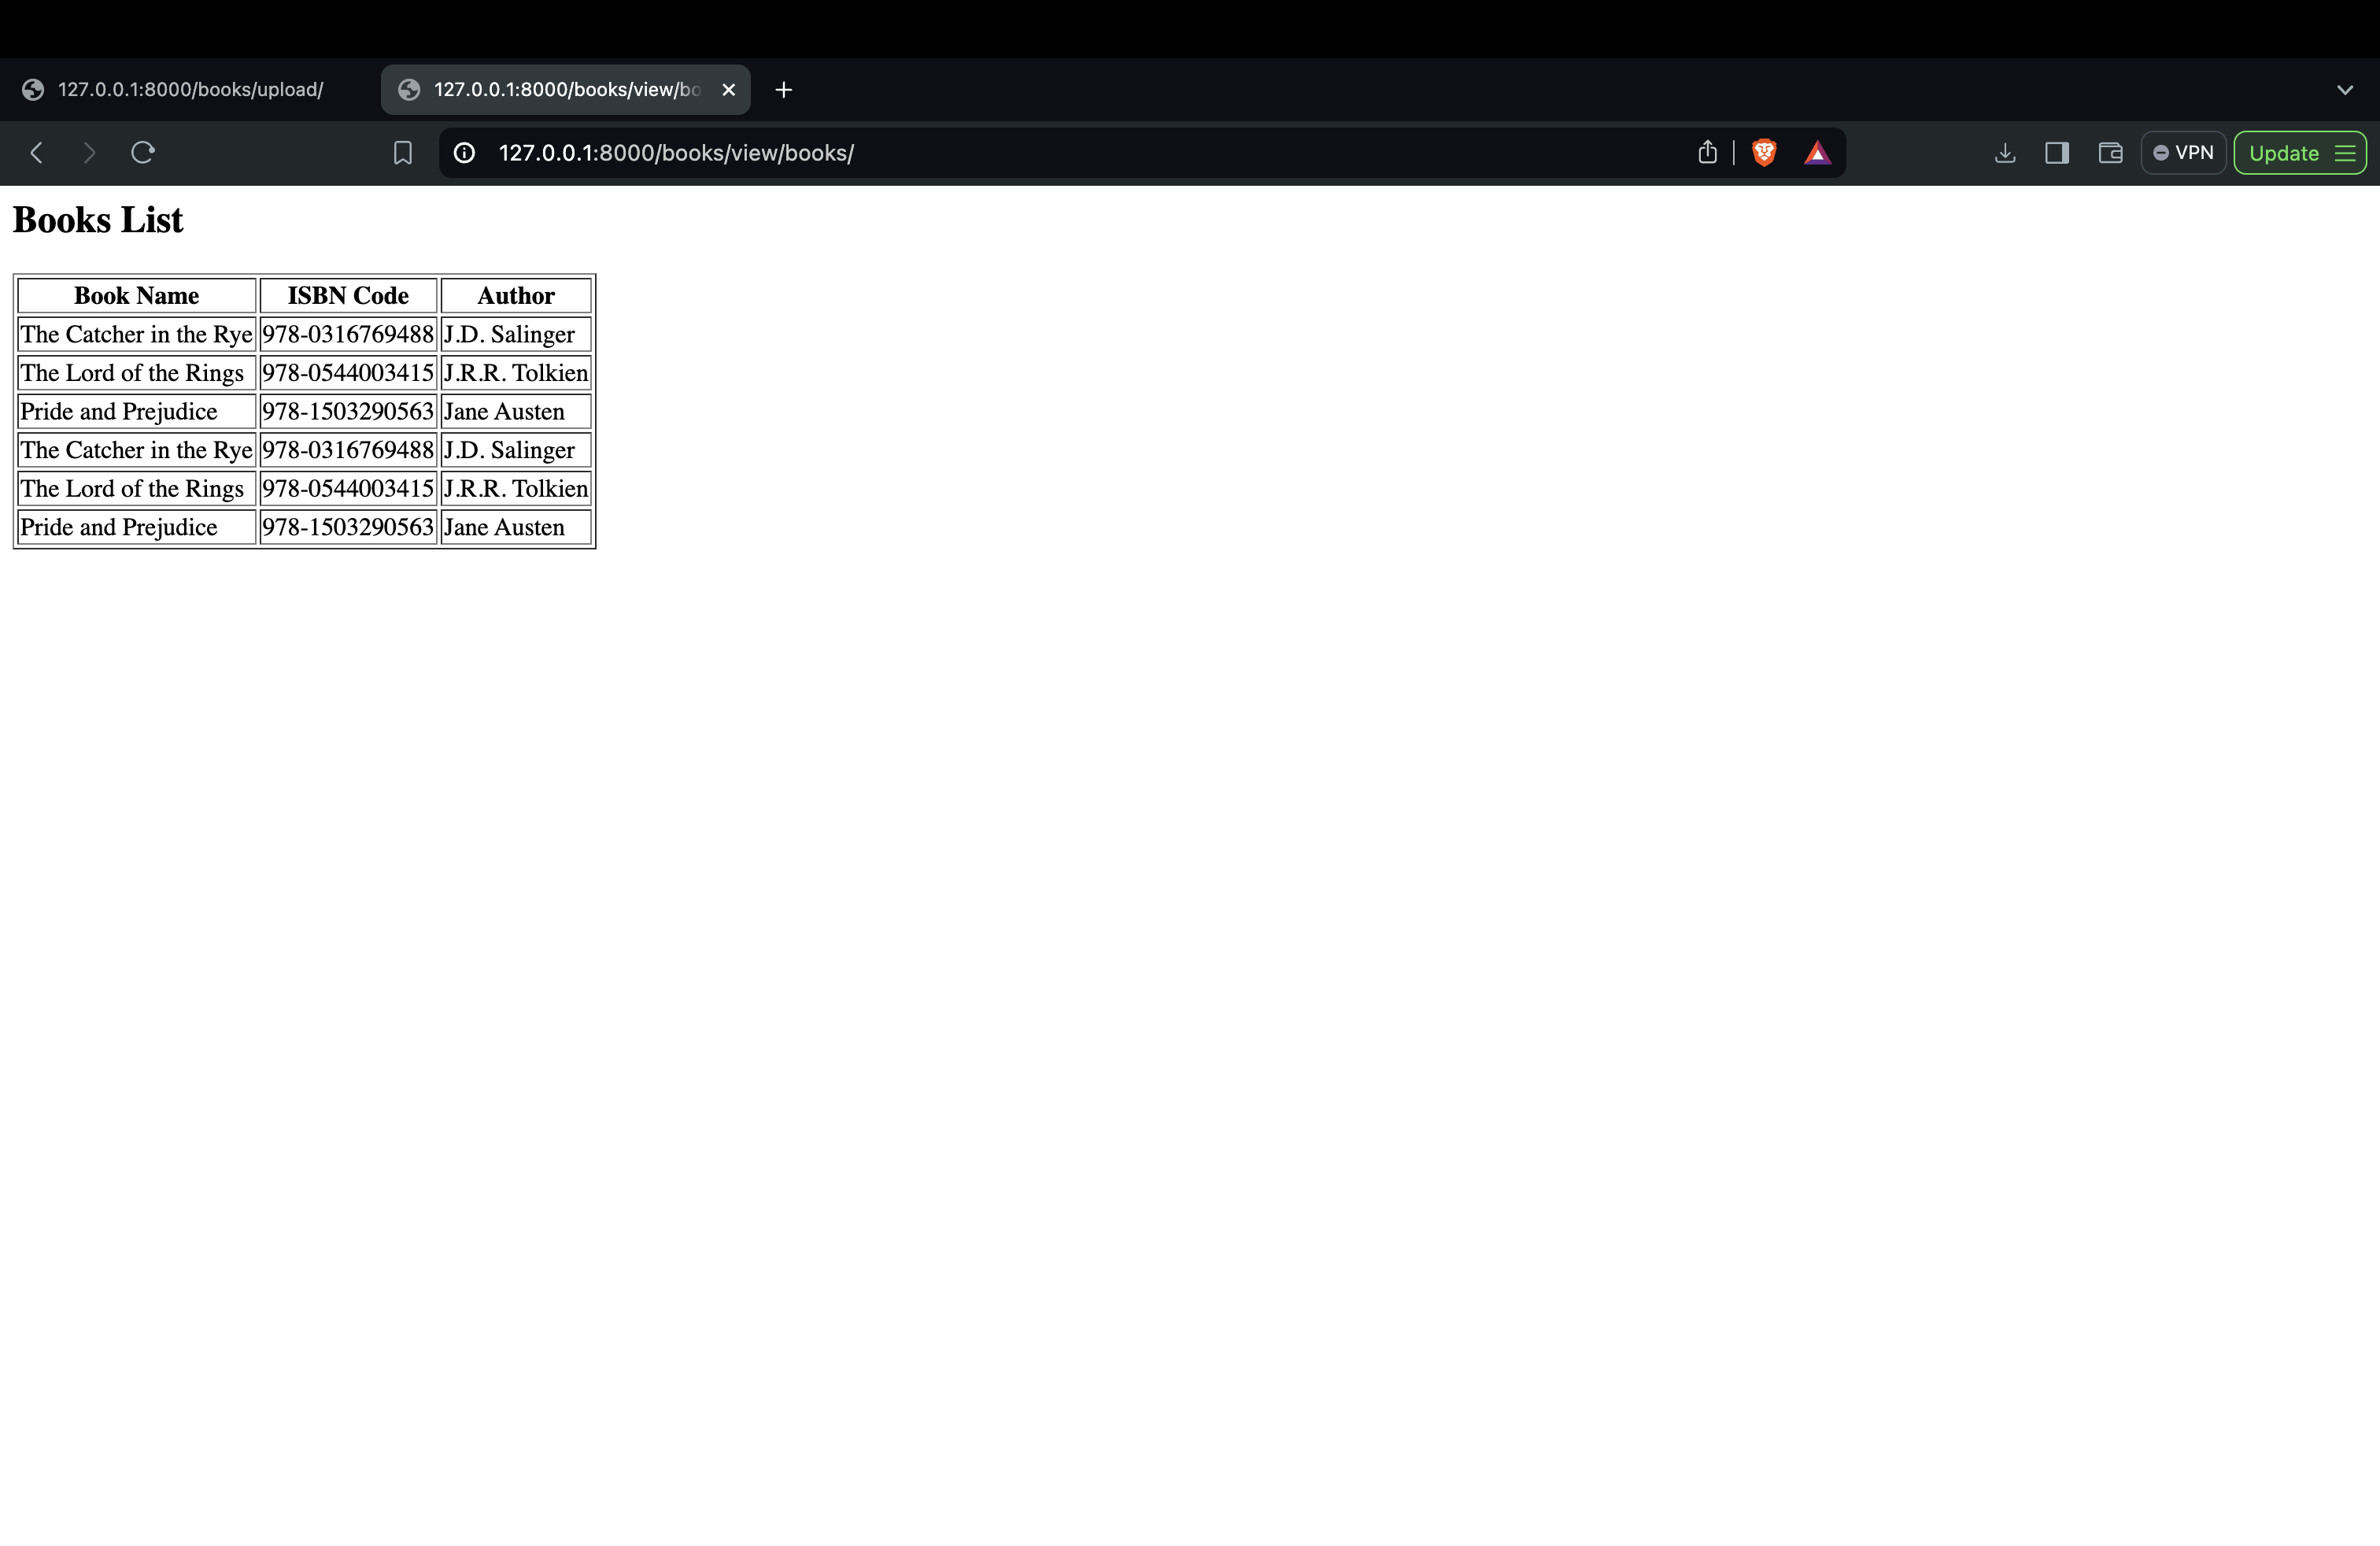 127.0.0.1:8000/books/upload/ 127.0.0.1:8000/books/view/bo
127.0.0.1:8000/books/view/books/ VPN Update
Books List
Book Name ISBN Code Author
The Catcher in the Rye 978-0316769488 J.D. Salinger
The Lord of the Rings 978-0544003415 J.R.R. Tolkien
Pride and Prejudice 978-1503290563 Jane Austen
The Catcher in the Rye 978-0316769488 J.D. Salinger
The Lord of the Rings 978-0544003415 J.R.R. Tolkien
Pride and Prejudice 978-1503290563 Jane Austen